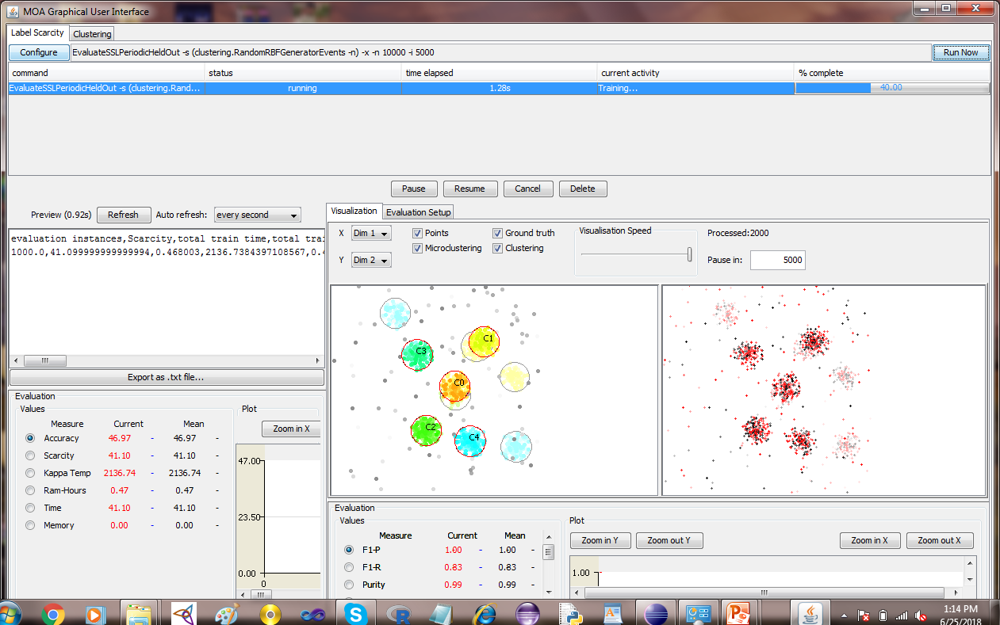 MOA Graphical User Interface
Label Scarcity Clustering
Configure EvaluateSSLPeriodicHeldOut -s (clustering.RandomRBFGeneratorEvents -n) -x -n 10000 -i 5000 Run Now
command status time elapsed current activity % complete
EvaluateSSLPeriodicHeldOut -s (clustering.Rand... running 1.28s Training... 40.00
Pause Resume Cancel Delete
Preview (0.92s) Refresh Auto refresh: every second
evaluation instances,Scarcity,total train time,total trai
1000.0,41.099999999999994,0.468003,2136.7384397108567,0.4
Export as .txt file...
Evaluation
Values
Measure Current Mean
Accuracy 46.97 - 46.97 -
Scarcity 41.10 - 41.10 -
Kappa Temp 2136.74 - 2136.74 -
Ram-Hours 0.47 - 0.47 -
Time 41.10 - 41.10 -
Memory 0.00 - 0.00 -
Plot
Zoom in X
47.00
23.50
0.00
0
Visualization Evaluation Setup
X Dim 1 Points Ground truth Visualisation Speed Processed:2000
Y Dim 2 Microclustering Clustering Pause in: 5000
C1
C3
C0
C2
C4
Evaluation
Values
Measure Current Mean
F1-P 1.00 - 1.00 -
F1-R 0.83 - 0.83 -
Purity 0.99 - 0.99 -
Plot
Zoom in Y Zoom out Y Zoom in X Zoom out X
1.00
1:14 PM
6/25/2018